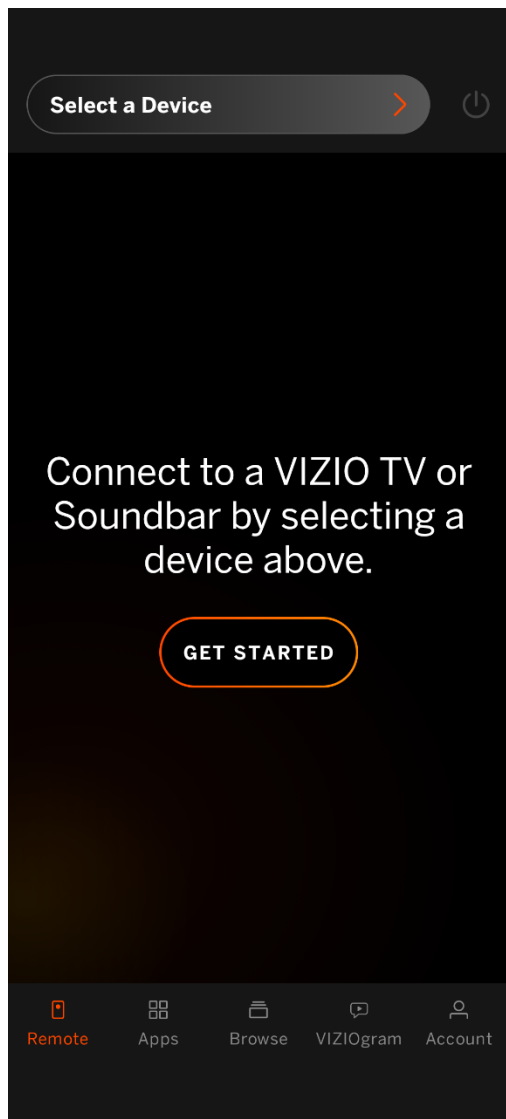 Select a Device
Connect to a VIZIO TV or
Soundbar by selecting a
device above.
GET STARTED
Remote
Apps
Browse
VIZIOgram
Account